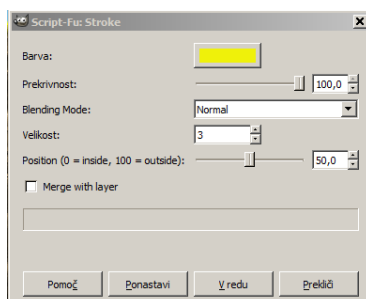 Script-Fu: Stroke
Barva:
Prekrivnost: 100,0
Blending Mode: Normal
Velikost: 3
Position (0 = inside, 100 = outside): 50,0
Merge with layer
Pomoč Ponastavi V redu Prekliči